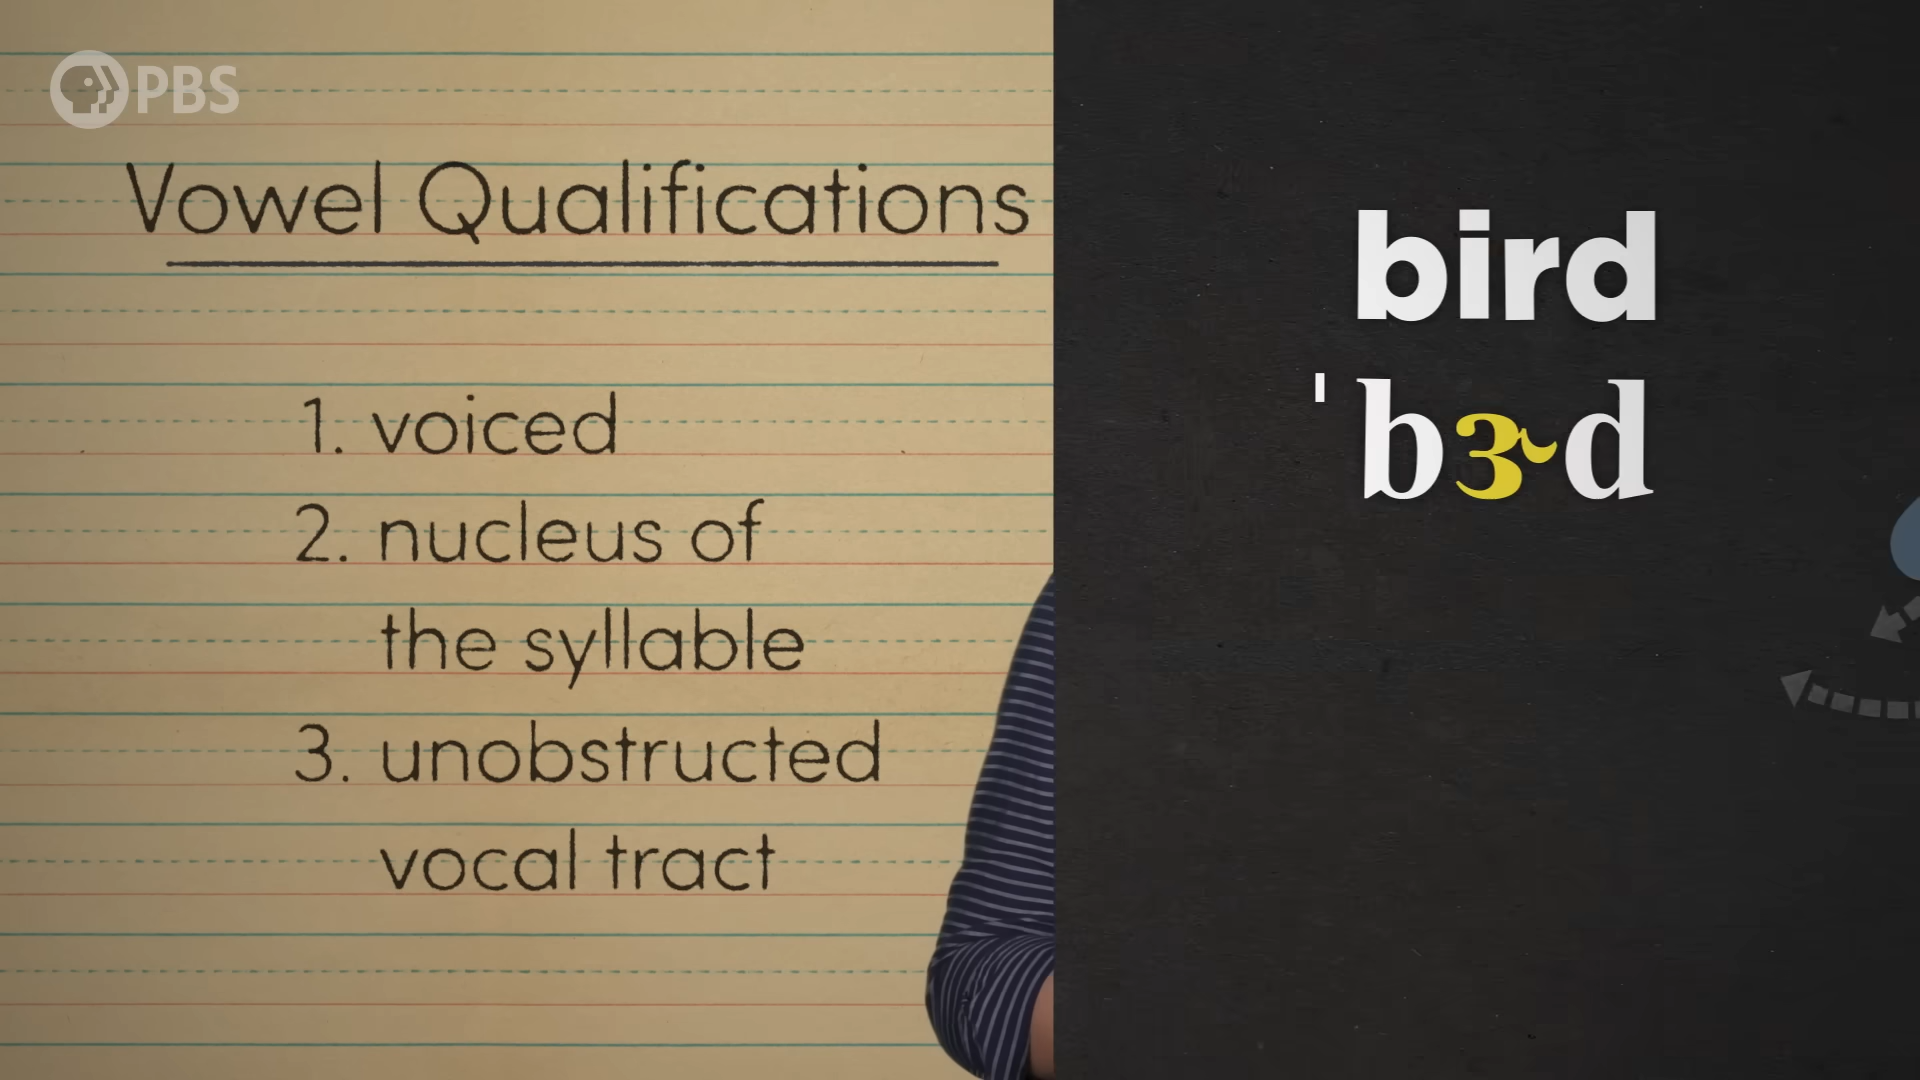 PBS
Vowel Qualifications
1. voiced
2. nucleus of
the syllable
3. unobstructed
vocal tract
bird
ˈbɝd